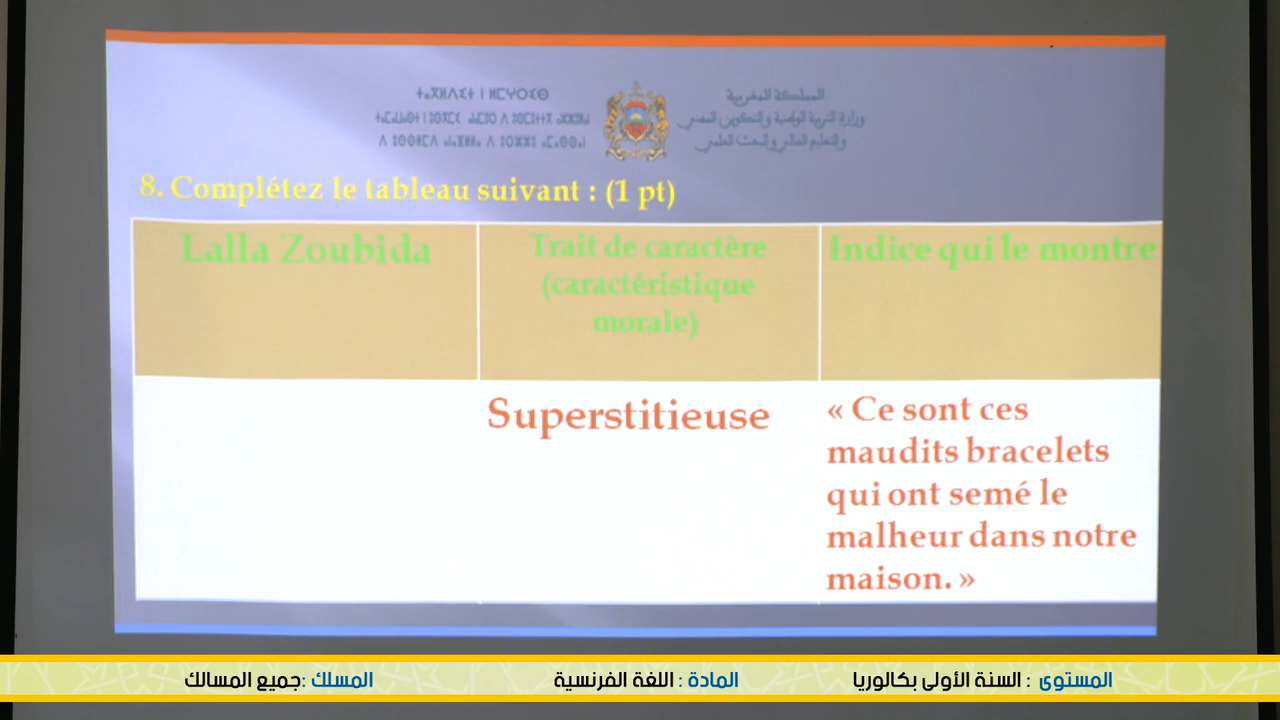 المملكة المغربية
وزارة التربية الوطنية والتكوين المهني
والتعليم العالي والبحث العلمي
8. Complétez le tableau suivant : (1 pt)
Lalla Zoubida
Trait de caractère
(caractéristique
morale)
Indice qui le montre
Superstitieuse
« Ce sont ces
maudits bracelets
qui ont semé le
malheur dans notre
maison. »
المستوى : السنة الأولى بكالوريا
المادة : اللغة الفرنسية
المسلك :جميع المسالك